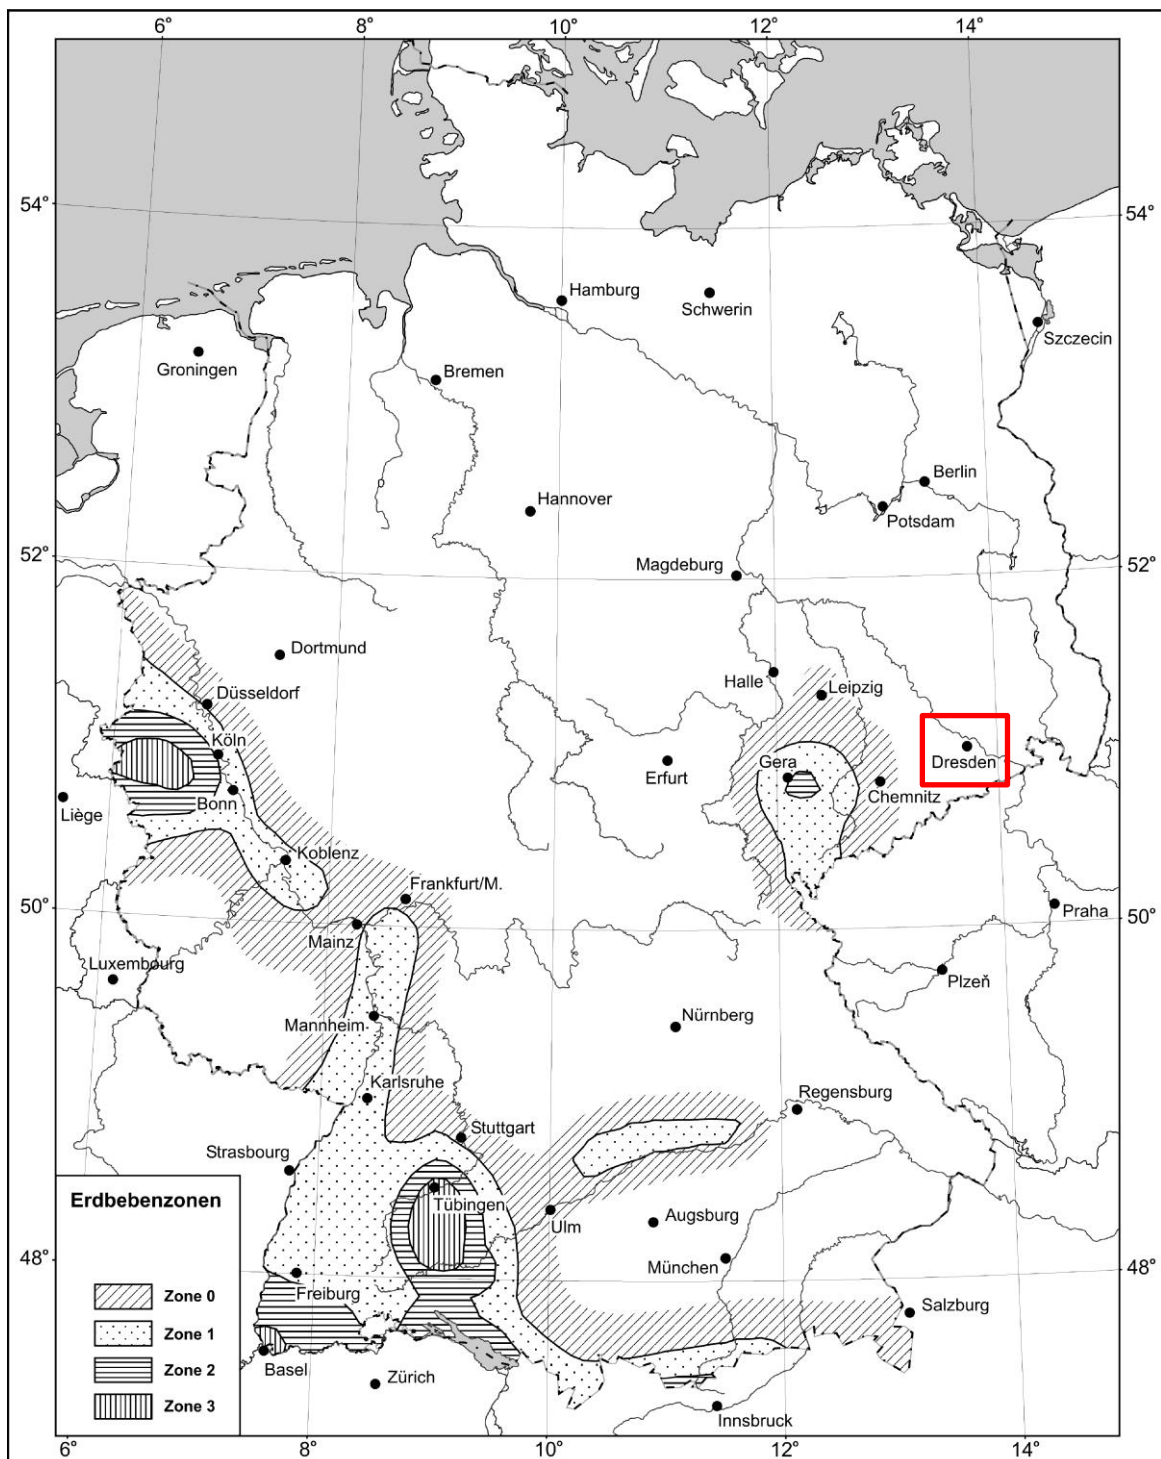 6° 8° 10° 12° 14°
54° 54°
Hamburg
Schwerin
Szczecin
Groningen
Bremen
Berlin
Hannover
Potsdam
52° 52°
Magdeburg
Dortmund
Halle
Leipzig
Düsseldorf
Köln
Gera
Dresden
Erfurt
Chemnitz
Bonn
Liège
Koblenz
Frankfurt/M.
50° 50°
Praha
Mainz
Luxembourg
Plzeň
Nürnberg
Mannheim
Karlsruhe
Regensburg
Stuttgart
Strasbourg
Erdbebenzonen
Tübingen
Ulm
Augsburg
München
48° 48°
Freiburg
Zone 0
Salzburg
Zone 1
Basel
Zone 2
Zürich
Zone 3
Innsbruck
6° 8° 10° 12° 14°